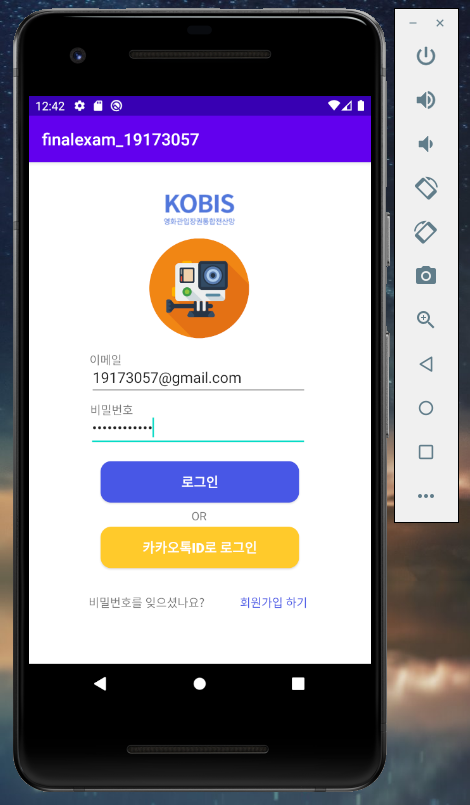 12:42
finalexam_19173057
KOBIS
영화관입장권통합전산망
이메일
19173057@gmail.com
비밀번호
••••••••••••
로그인
OR
카카오톡ID로 로그인
비밀번호를 잊으셨나요? 회원가입 하기